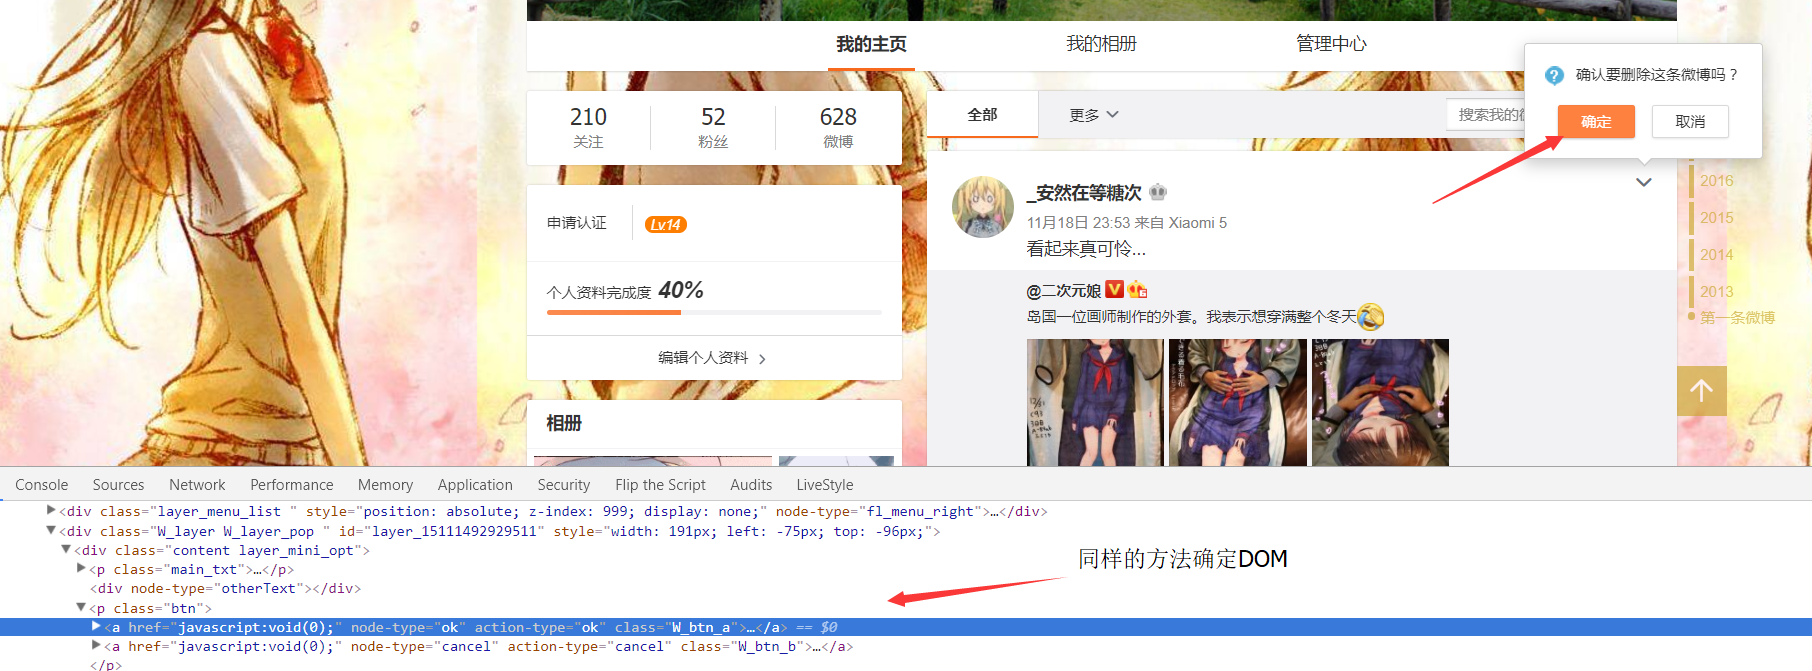 我的主页
我的相册
管理中心
确认要删除这条微博吗？
确定
取消
210
关注
52
粉丝
628
微博
全部
更多
搜索我的
_安然在等糖次
11月18日 23:53 来自 Xiaomi 5
看起来真可怜...
2016
2015
2014
2013
第一条微博
申请认证
Lv14
个人资料完成度 40%
编辑个人资料
相册
@二次元娘 V
岛国一位画师制作的外套。我表示想穿满整个冬天
Console Sources Network Performance Memory Application Security Flip the Script Audits LiveStyle
<div class="layer_menu_list " style="position: absolute; z-index: 999; display: none;" node-type="fl_menu_right">…</div>
<div class="W_layer W_layer_pop " id="layer_15111492929511" style="width: 191px; left: -75px; top: -96px;">
<div class="content layer_mini_opt">
<p class="main_txt">…</p>
<div node-type="otherText"></div>
<p class="btn">
<a href="javascript:void(0);" node-type="ok" action-type="ok" class="W_btn_a">…</a> == $0
<a href="javascript:void(0);" node-type="cancel" action-type="cancel" class="W_btn_b">…</a>
</p>
同样的方法确定DOM